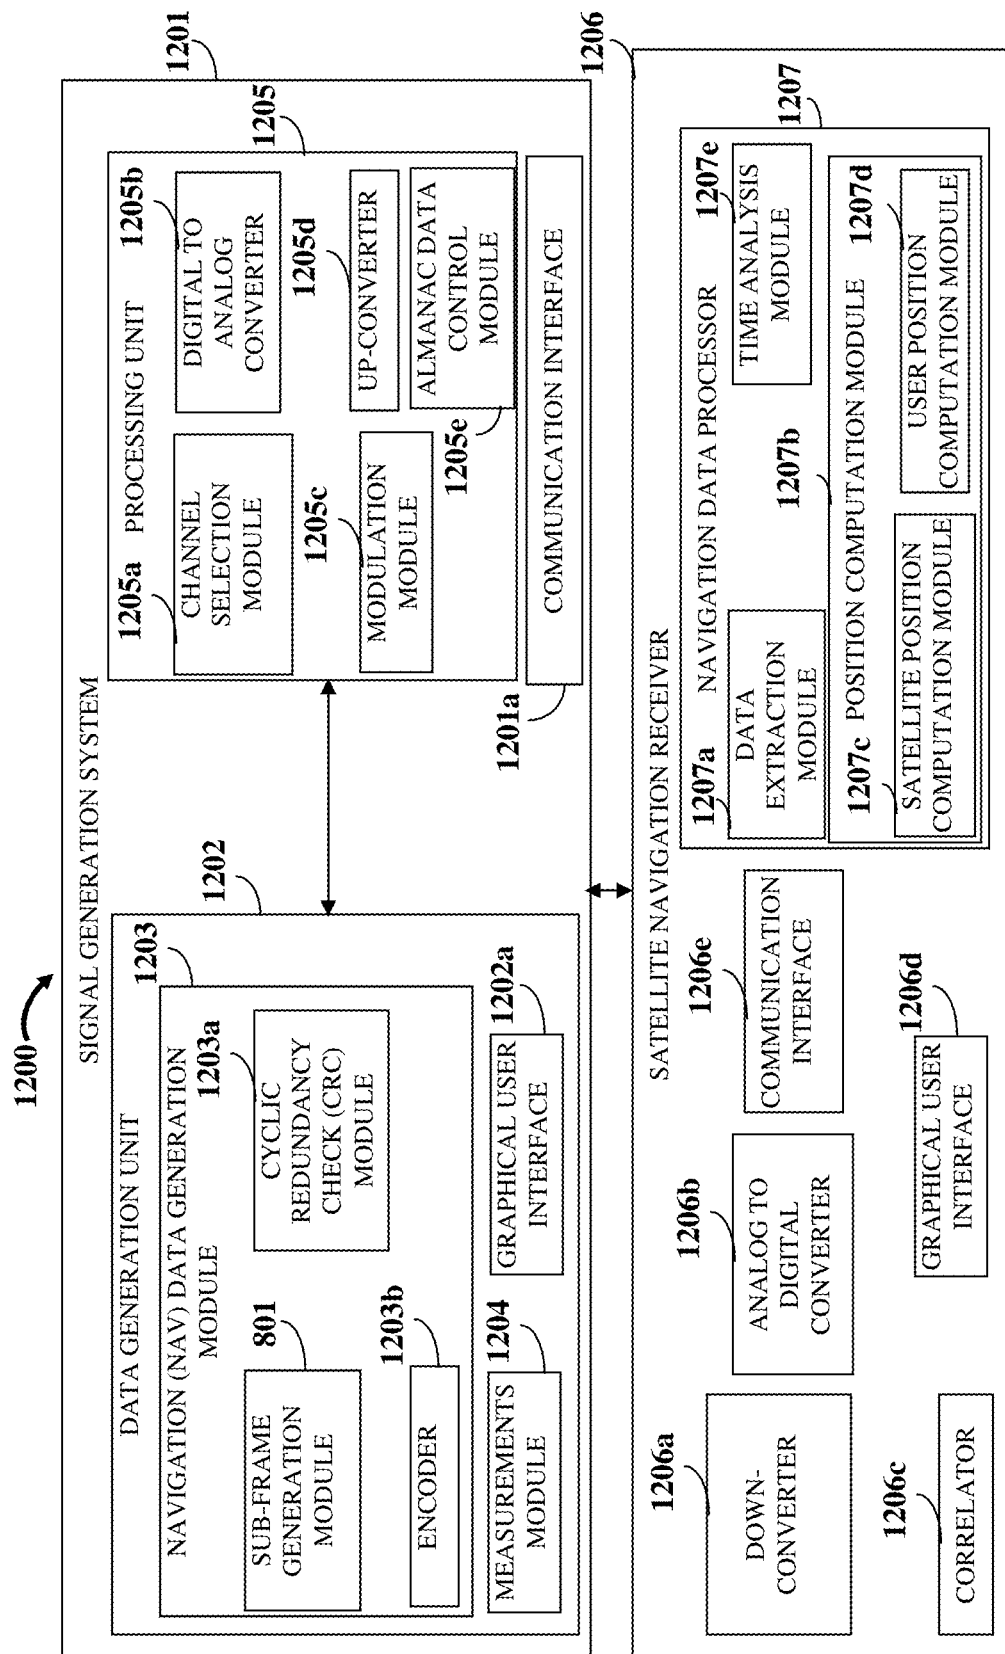 1200
SIGNAL GENERATION SYSTEM
1201
DATA GENERATION UNIT
1202
NAVIGATION (NAV) DATA GENERATION
MODULE
1203
SUB-FRAME
GENERATION
MODULE
801
CYCLIC
REDUNDANCY
CHECK (CRC)
MODULE
1203a
ENCODER
1203b
MEASUREMENTS
MODULE
1204
GRAPHICAL USER
INTERFACE
1202a
PROCESSING UNIT
1205
1205a
CHANNEL
SELECTION
MODULE
1205b
DIGITAL TO
ANALOG
CONVERTER
1205c
MODULATION
MODULE
1205d
UP-CONVERTER
ALMANAC DATA
CONTROL
MODULE
1205e
COMMUNICATION INTERFACE
1201a
SATELLITE NAVIGATION RECEIVER
1206
1206a
DOWN-
CONVERTER
1206b
ANALOG TO
DIGITAL
CONVERTER
1206e
COMMUNICATION
INTERFACE
1206c
CORRELATOR
GRAPHICAL USER
INTERFACE
1206d
NAVIGATION DATA PROCESSOR
1207
1207a
DATA
EXTRACTION
MODULE
TIME ANALYSIS
MODULE
1207e
1207b
POSITION COMPUTATION MODULE
1207c
SATELLITE POSITION
COMPUTATION MODULE
1207d
USER POSITION
COMPUTATION MODULE